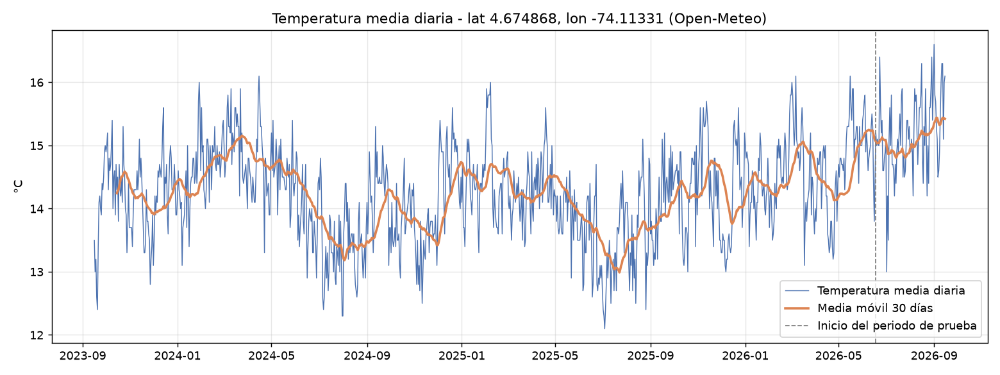 Temperatura media diaria - lat 4.674868, lon -74.11331 (Open-Meteo)
°C
16
15
14
13
12
Temperatura media diaria
Media móvil 30 días
Inicio del periodo de prueba
2023-09 2024-01 2024-05 2024-09 2025-01 2025-05 2025-09 2026-01 2026-05 2026-09